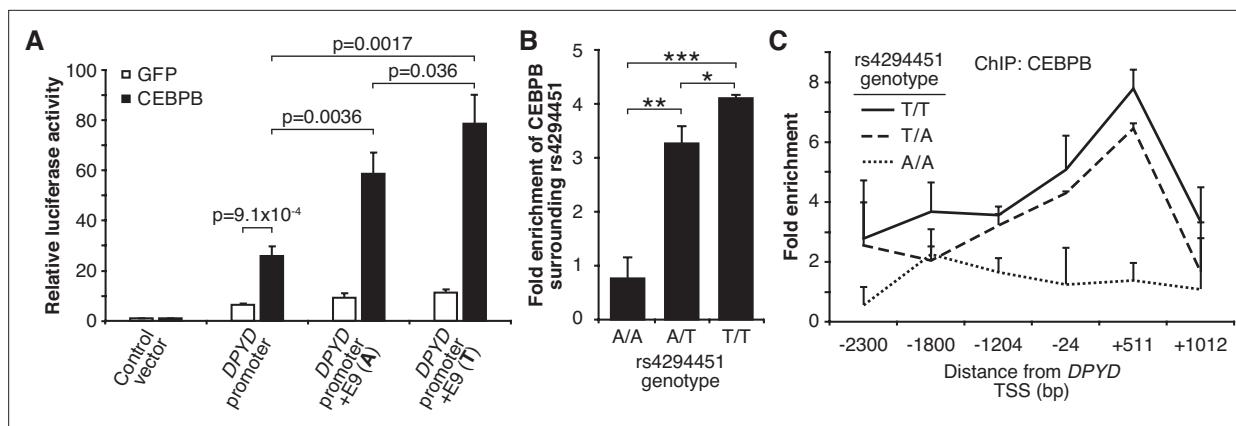 A
Relative luciferase activity
100
80
60
40
20
0
GFP
CEBPB
p=0.0017
p=0.036
p=0.0036
p=9.1x10-4
Control
vector
DPYD
promoter
DPYD
promoter
+E9 (A)
DPYD
promoter
+E9 (T)
B
Fold enrichment of CEBPB
surrounding rs4294451
5
4
3
2
1
0
***
**
*
A/A
A/T
T/T
rs4294451
genotype
C
rs4294451
genotype
ChIP: CEBPB
T/T
T/A
A/A
Fold enrichment
8
6
4
2
0
-2300
-1800
-1204
-24
+511
+1012
Distance from DPYD
TSS (bp)